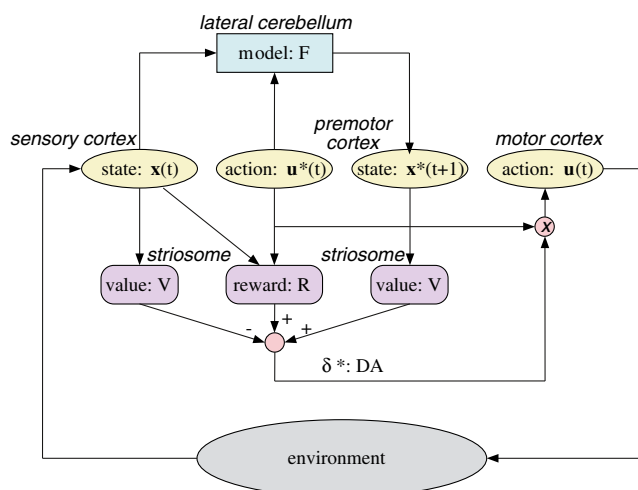 lateral cerebellum
model: F
sensory cortex
premotor
cortex
motor cortex
state: x(t)
action: u*(t)
state: x*(t+1)
action: u(t)
x
striosome
striosome
value: V
reward: R
value: V
-
+
+
δ *: DA
environment